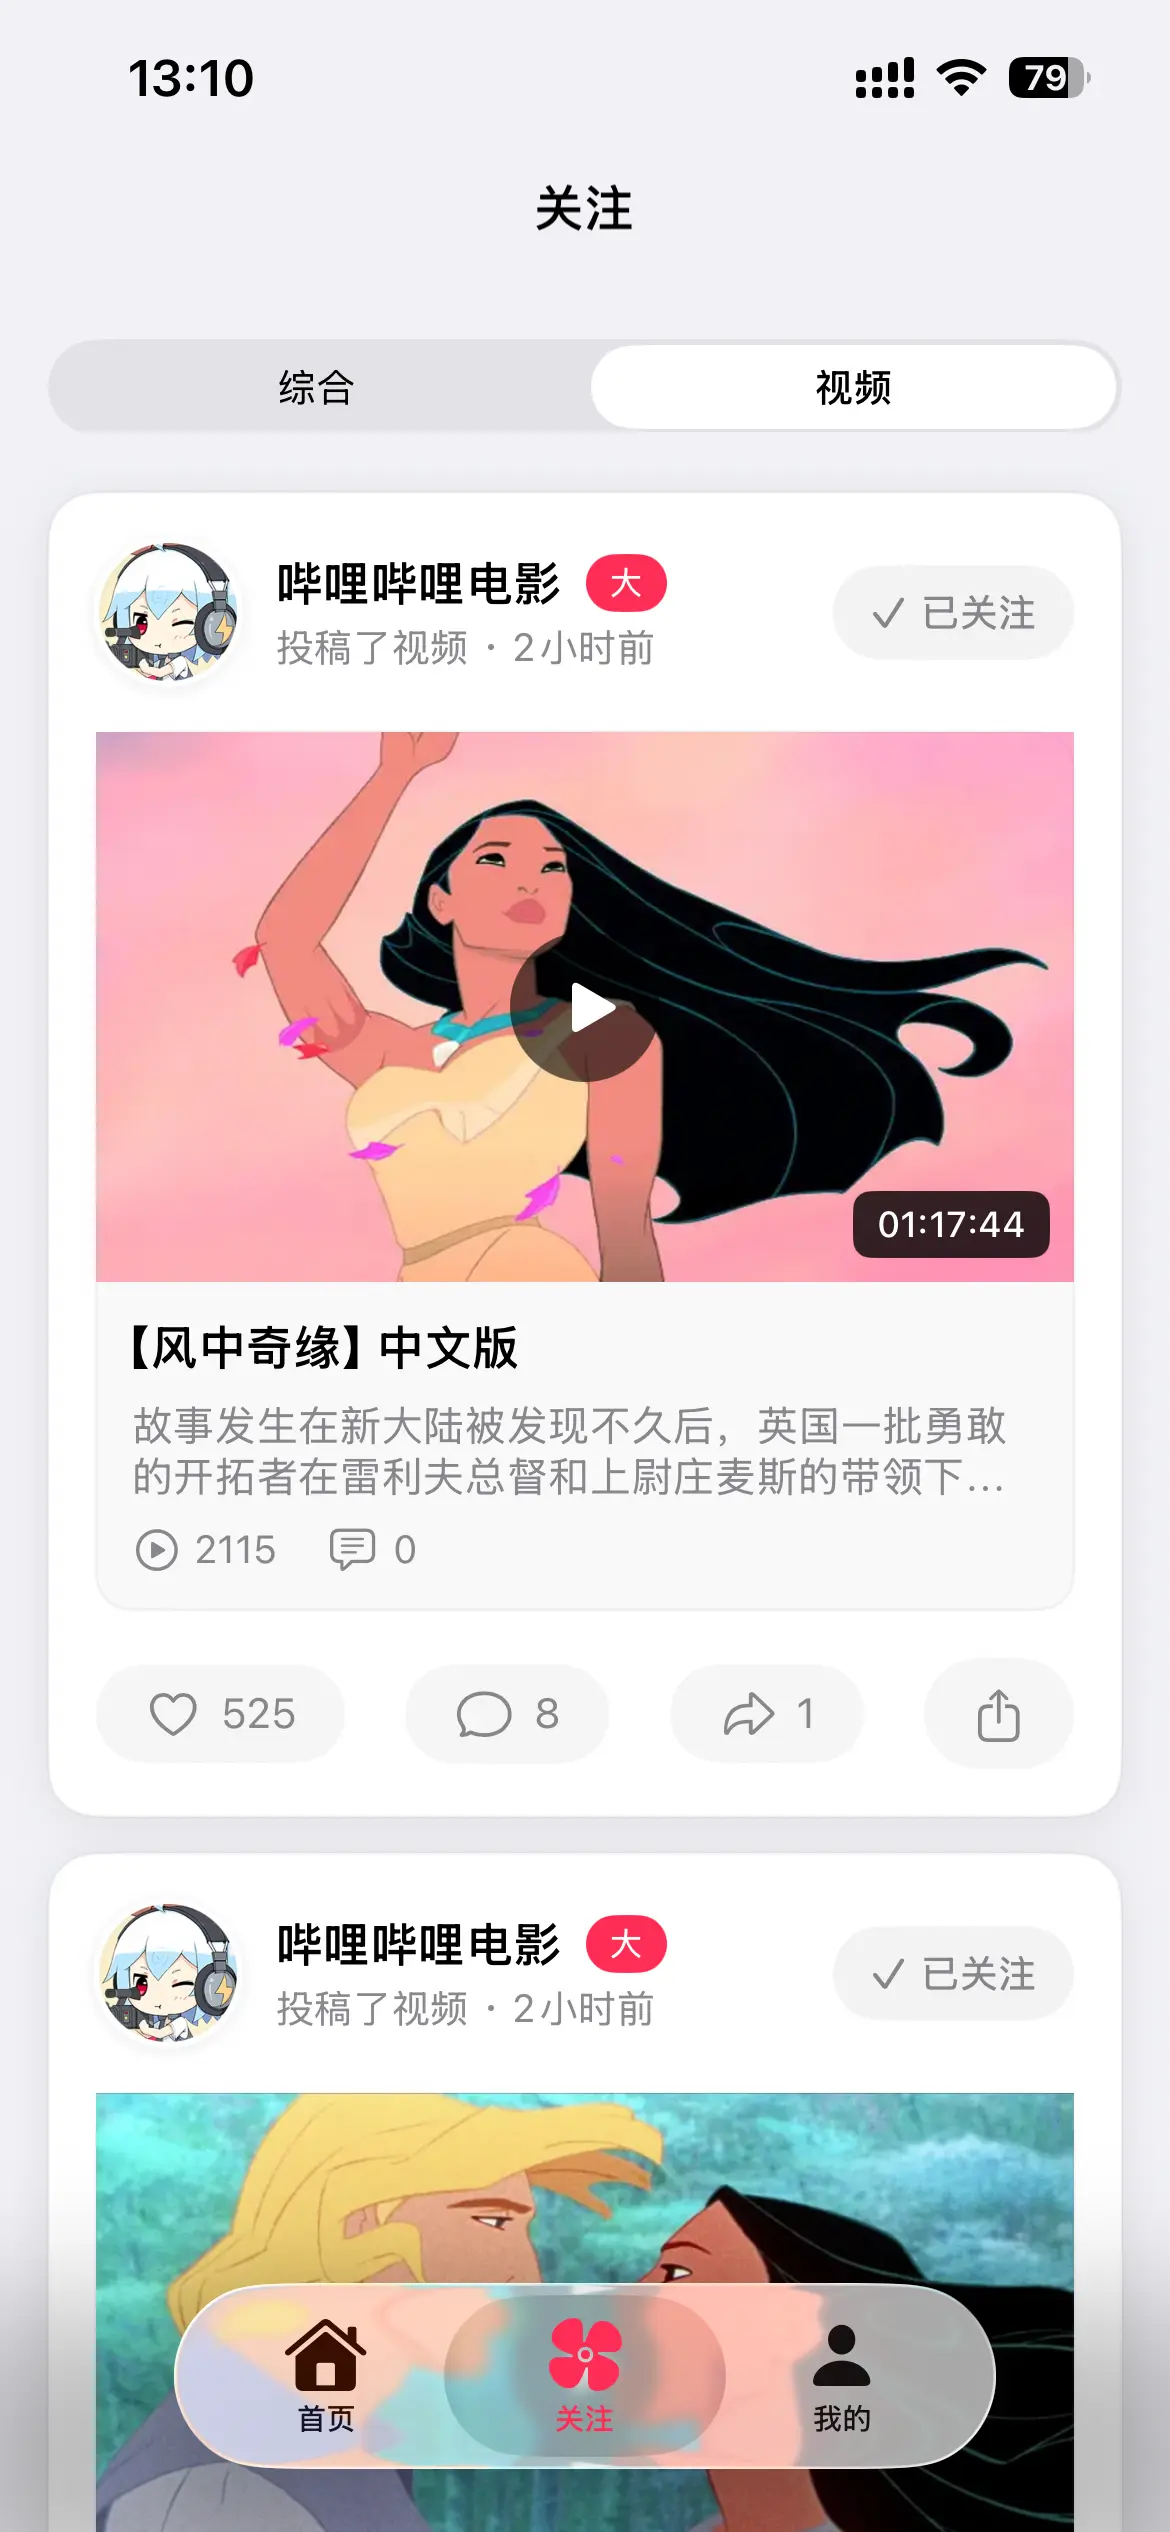 13:10
79
关注
综合
视频
哔哩哔哩电影 大
投稿了视频 · 2小时前
已关注
01:17:44
【风中奇缘】中文版
故事发生在新大陆被发现不久后，英国一批勇敢
的开拓者在雷利夫总督和上尉庄麦斯的带领下...
2115
0
525
8
1
哔哩哔哩电影 大
投稿了视频 · 2小时前
已关注
首页
关注
我的